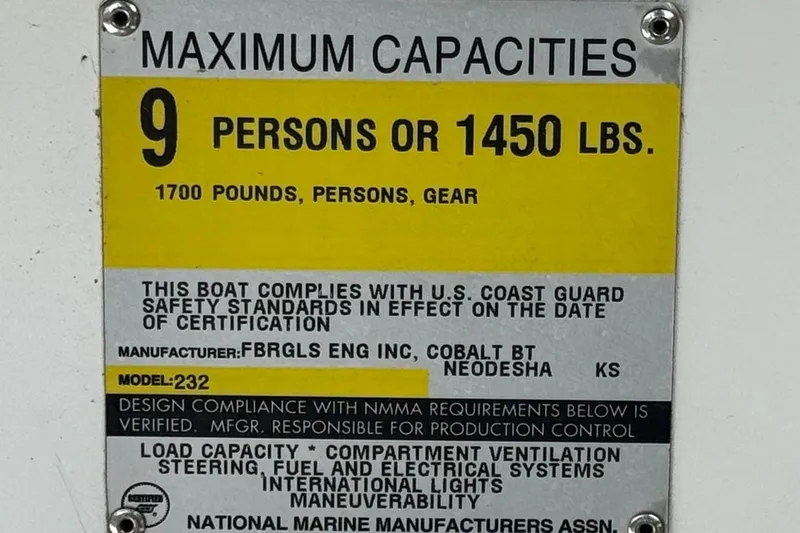 MAXIMUM CAPACITIES
9 PERSONS OR 1450 LBS.
1700 POUNDS, PERSONS, GEAR
THIS BOAT COMPLIES WITH U.S. COAST GUARD
SAFETY STANDARDS IN EFFECT ON THE DATE
OF CERTIFICATION
MANUFACTURER:FBRGLS ENG INC, COBALT BT
NEODESHA KS
MODEL:232
DESIGN COMPLIANCE WITH NMMA REQUIREMENTS BELOW IS
VERIFIED. MFGR. RESPONSIBLE FOR PRODUCTION CONTROL
LOAD CAPACITY * COMPARTMENT VENTILATION
STEERING, FUEL AND ELECTRICAL SYSTEMS
INTERNATIONAL LIGHTS
MANEUVERABILITY
CERTIFIED
NATIONAL MARINE MANUFACTURERS ASSN.